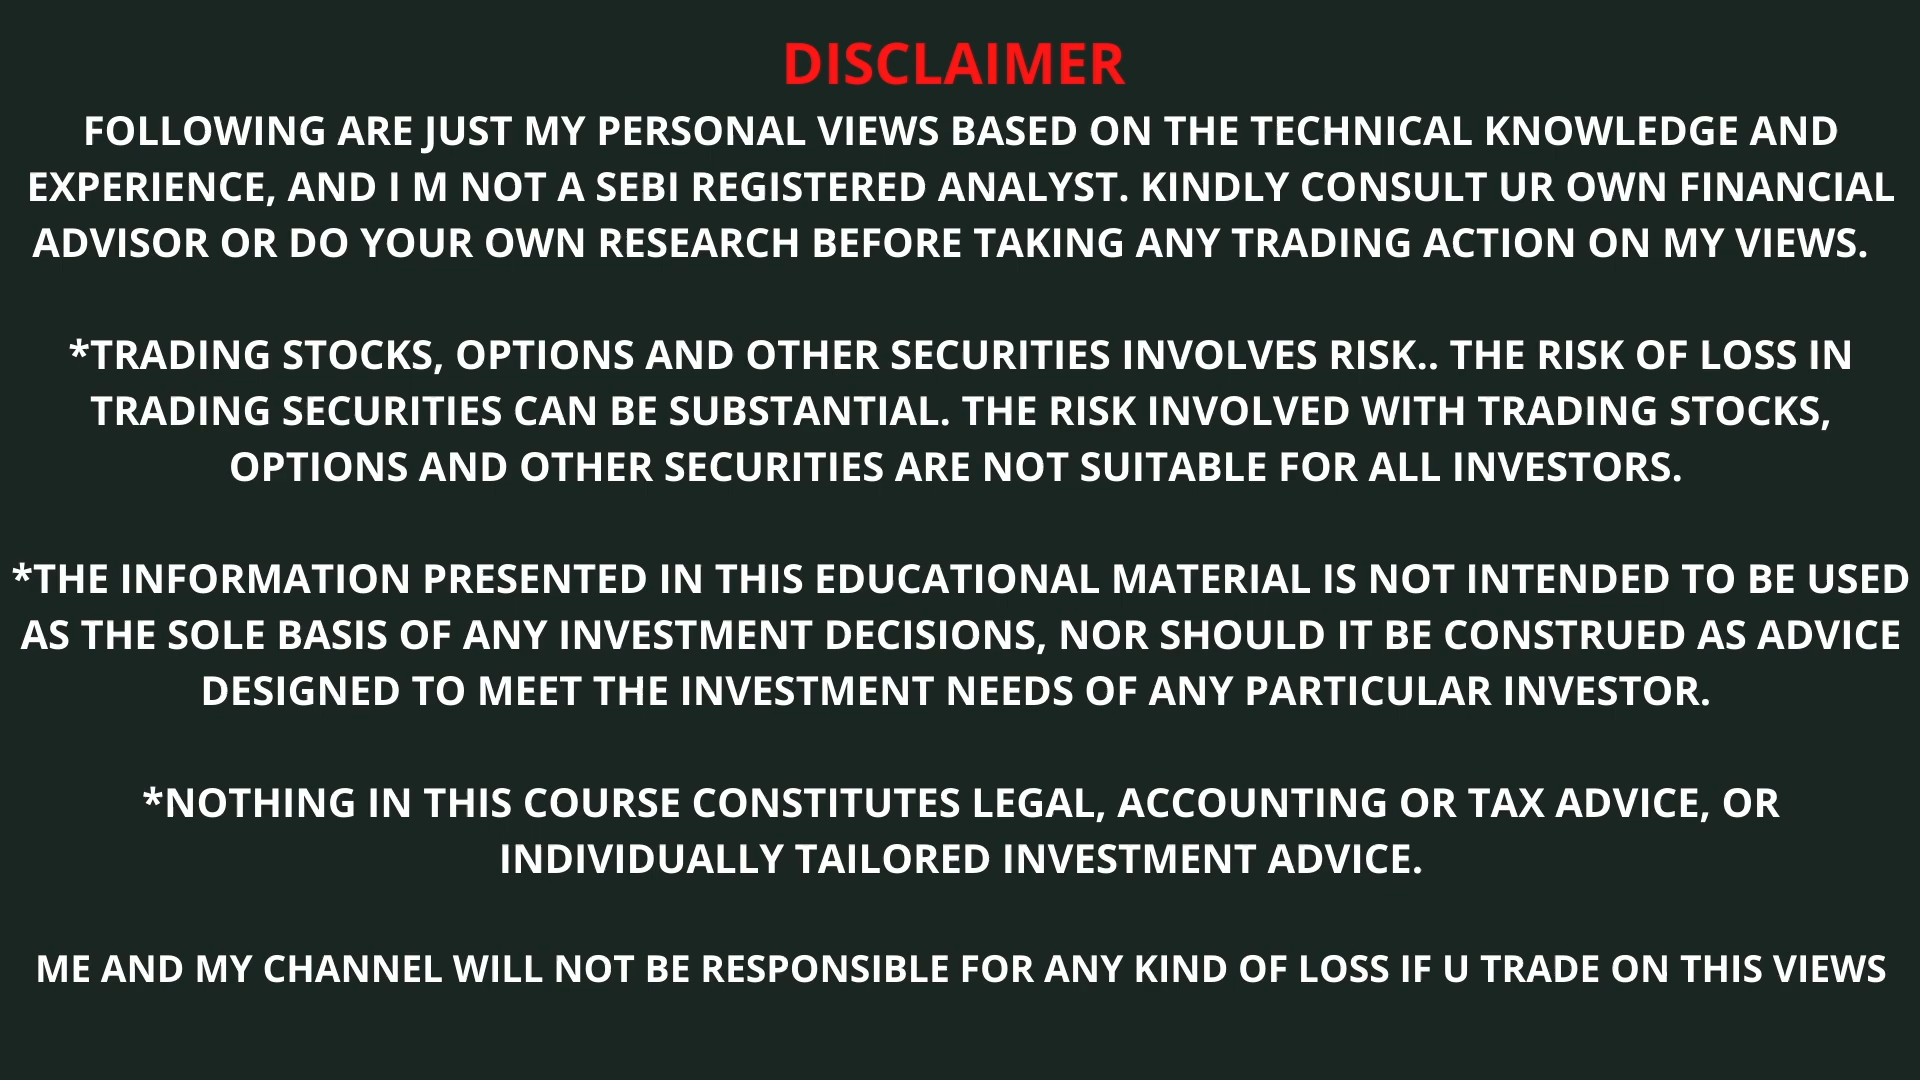 DISCLAIMER
FOLLOWING ARE JUST MY PERSONAL VIEWS BASED ON THE TECHNICAL KNOWLEDGE AND
EXPERIENCE, AND I M NOT A SEBI REGISTERED ANALYST. KINDLY CONSULT UR OWN FINANCIAL
ADVISOR OR DO YOUR OWN RESEARCH BEFORE TAKING ANY TRADING ACTION ON MY VIEWS.
*TRADING STOCKS, OPTIONS AND OTHER SECURITIES INVOLVES RISK.. THE RISK OF LOSS IN
TRADING SECURITIES CAN BE SUBSTANTIAL. THE RISK INVOLVED WITH TRADING STOCKS,
OPTIONS AND OTHER SECURITIES ARE NOT SUITABLE FOR ALL INVESTORS.
*THE INFORMATION PRESENTED IN THIS EDUCATIONAL MATERIAL IS NOT INTENDED TO BE USED
AS THE SOLE BASIS OF ANY INVESTMENT DECISIONS, NOR SHOULD IT BE CONSTRUED AS ADVICE
DESIGNED TO MEET THE INVESTMENT NEEDS OF ANY PARTICULAR INVESTOR.
*NOTHING IN THIS COURSE CONSTITUTES LEGAL, ACCOUNTING OR TAX ADVICE, OR
INDIVIDUALLY TAILORED INVESTMENT ADVICE.
ME AND MY CHANNEL WILL NOT BE RESPONSIBLE FOR ANY KIND OF LOSS IF U TRADE ON THIS VIEWS